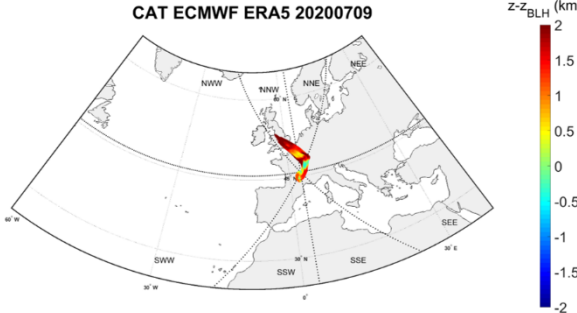 CAT ECMWF ERA5 20200709
z-zBLH (km
NWW
NNW
NNE
NEE
60° N
2
1.5
1
0.5
0
-0.5
-1
-1.5
-2
60° W
SWW
30° W
SSW
30° N
0°
SSE
SEE
30° E